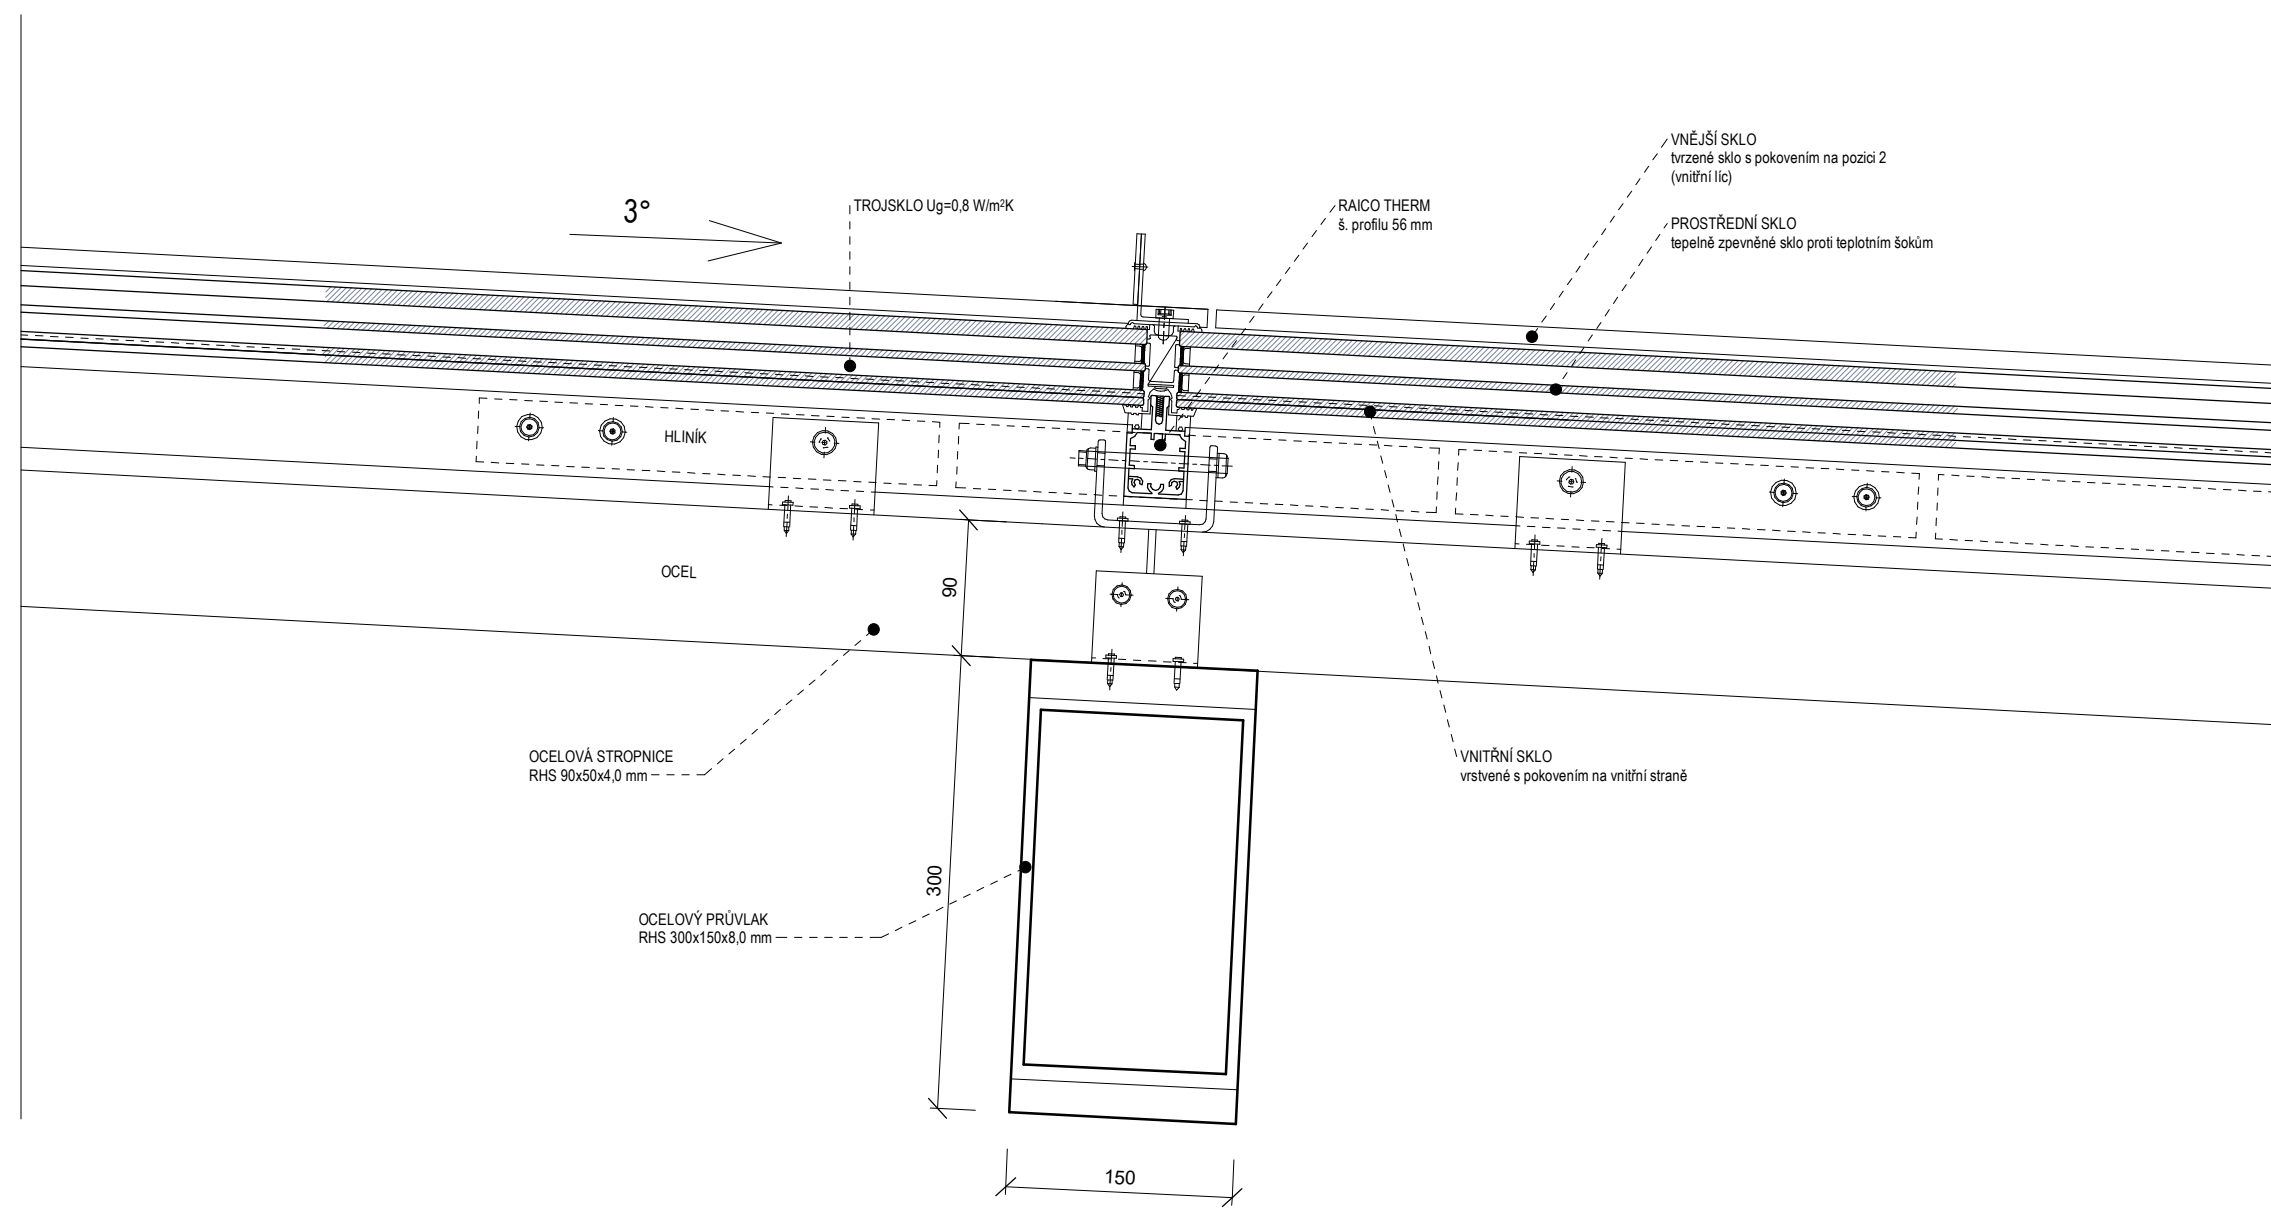 VNĚJŠÍ SKLO
tvrzené sklo s pokovením na pozici 2
(vnitřní líc)
3°
TROJSKLO Ug=0,8 W/m²K
RAICO THERM
š. profilu 56 mm
PROSTŘEDNÍ SKLO
tepelně zpevněné sklo proti teplotním šokům
HLINÍK
OCEL
90
OCELOVÁ STROPNICE
RHS 90x50x4,0 mm
VNITŘNÍ SKLO
vrstvené s pokovením na vnitřní straně
300
OCELOVÝ PRŮVLAK
RHS 300x150x8,0 mm
150